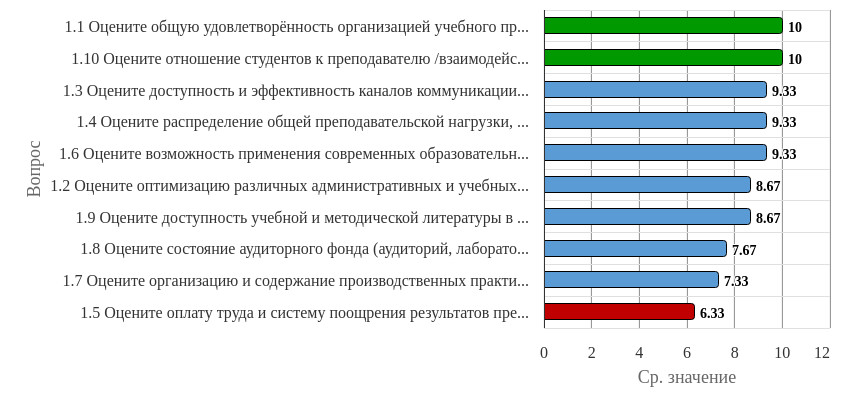 1.1 Оцените общую удовлетворённость организацией учебного пр...
10
1.10 Оцените отношение студентов к преподавателю /взаимодейс...
10
1.3 Оцените доступность и эффективность каналов коммуникации...
9.33
1.4 Оцените распределение общей преподавательской нагрузки, ...
9.33
1.6 Оцените возможность применения современных образовательн...
9.33
1.2 Оцените оптимизацию различных административных и учебных...
8.67
1.9 Оцените доступность учебной и методической литературы в ...
8.67
1.8 Оцените состояние аудиторного фонда (аудиторий, лаборато...
7.67
1.7 Оцените организацию и содержание производственных практи...
7.33
1.5 Оцените оплату труда и систему поощрения результатов пре...
6.33
Вопрос
0 2 4 6 8 10 12
Ср. значение